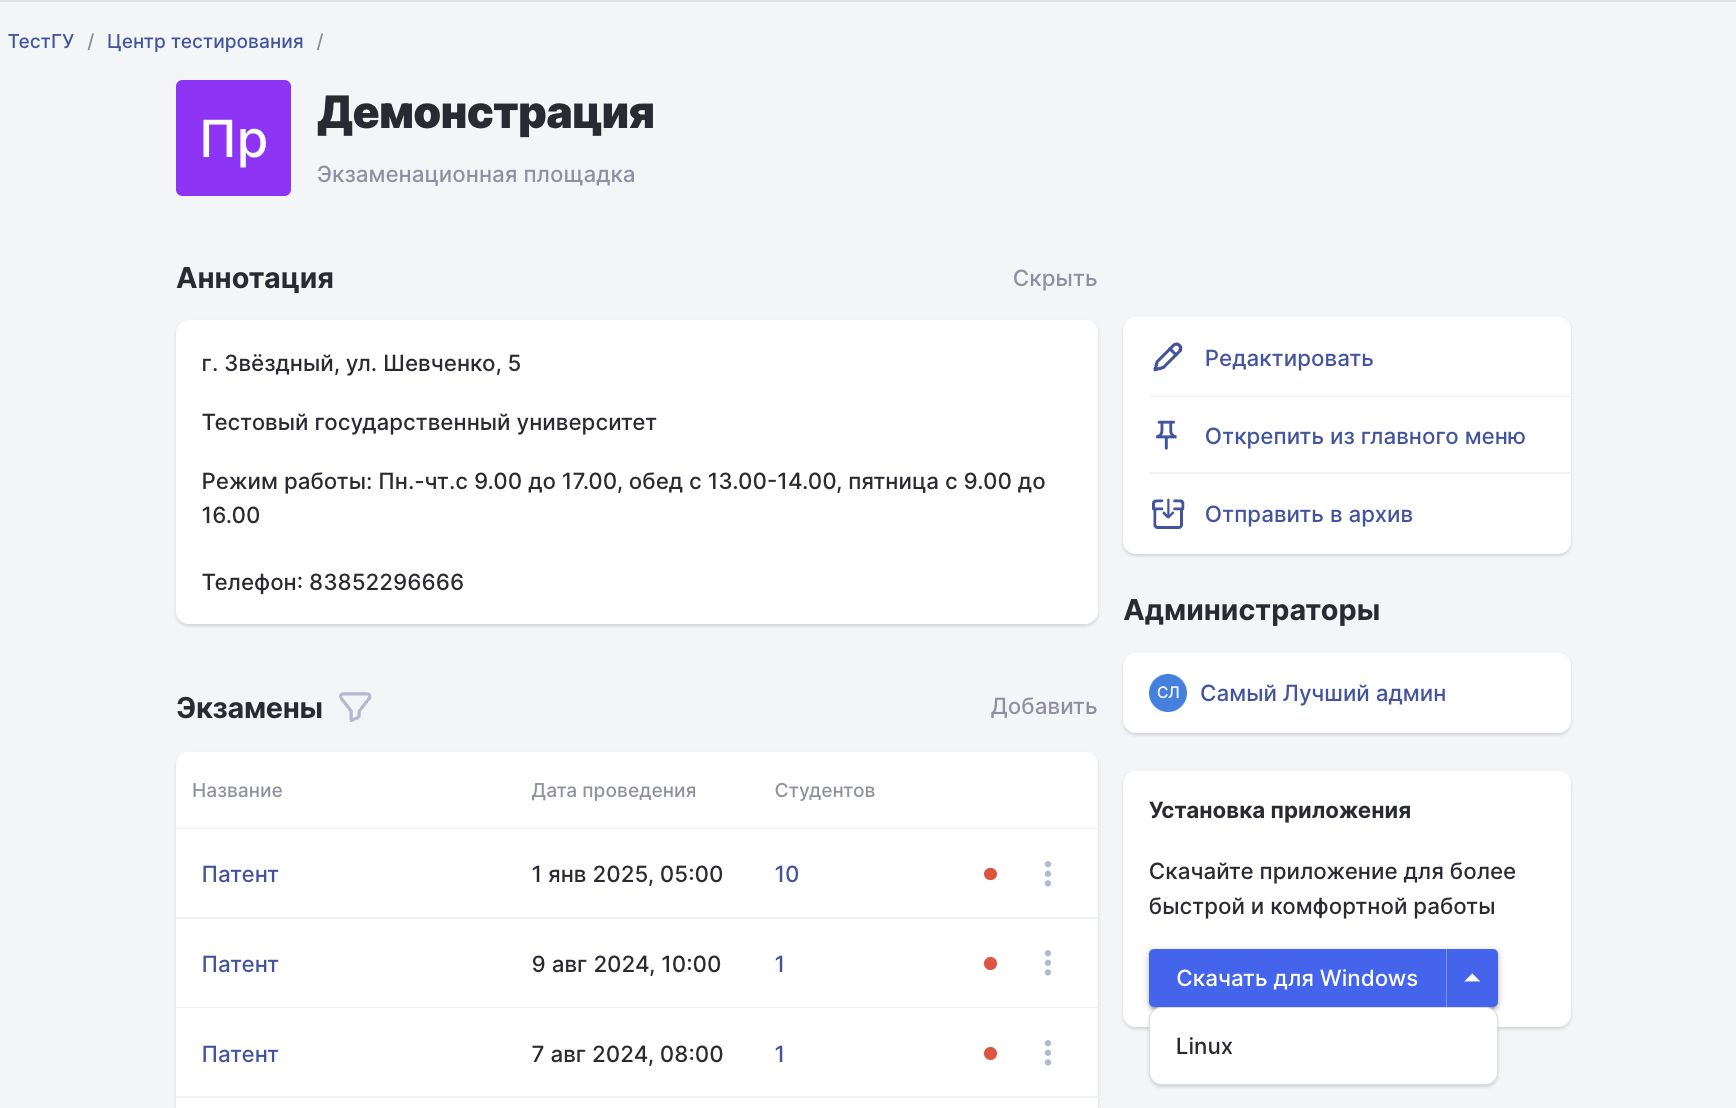 ТестГУ / Центр тестирования /
Пр
Демонстрация
Экзаменационная площадка
Аннотация
Скрыть
г. Звёздный, ул. Шевченко, 5
Тестовый государственный университет
Режим работы: Пн.-чт.с 9.00 до 17.00, обед с 13.00-14.00, пятница с 9.00 до
16.00
Телефон: 83852296666
Редактировать
Открепить из главного меню
Отправить в архив
Администраторы
СЛ Самый Лучший админ
Экзамены
Добавить
Название Дата проведения Студентов
Патент 1 янв 2025, 05:00 10
Патент 9 авг 2024, 10:00 1
Патент 7 авг 2024, 08:00 1
Установка приложения
Скачайте приложение для более
быстрой и комфортной работы
Скачать для Windows
Linux